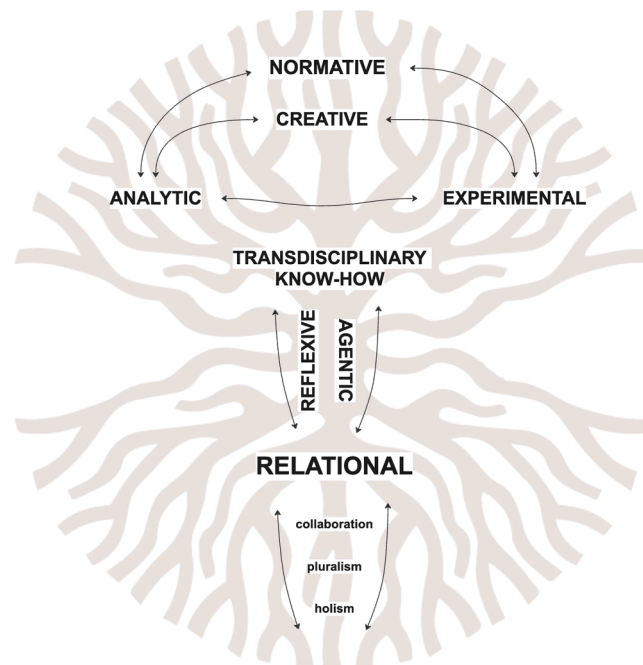 NORMATIVE
CREATIVE
ANALYTIC
EXPERIMENTAL
TRANSDISCIPLINARY
KNOW-HOW
REFLEXIVE
AGENTIC
RELATIONAL
collaboration
pluralism
holism